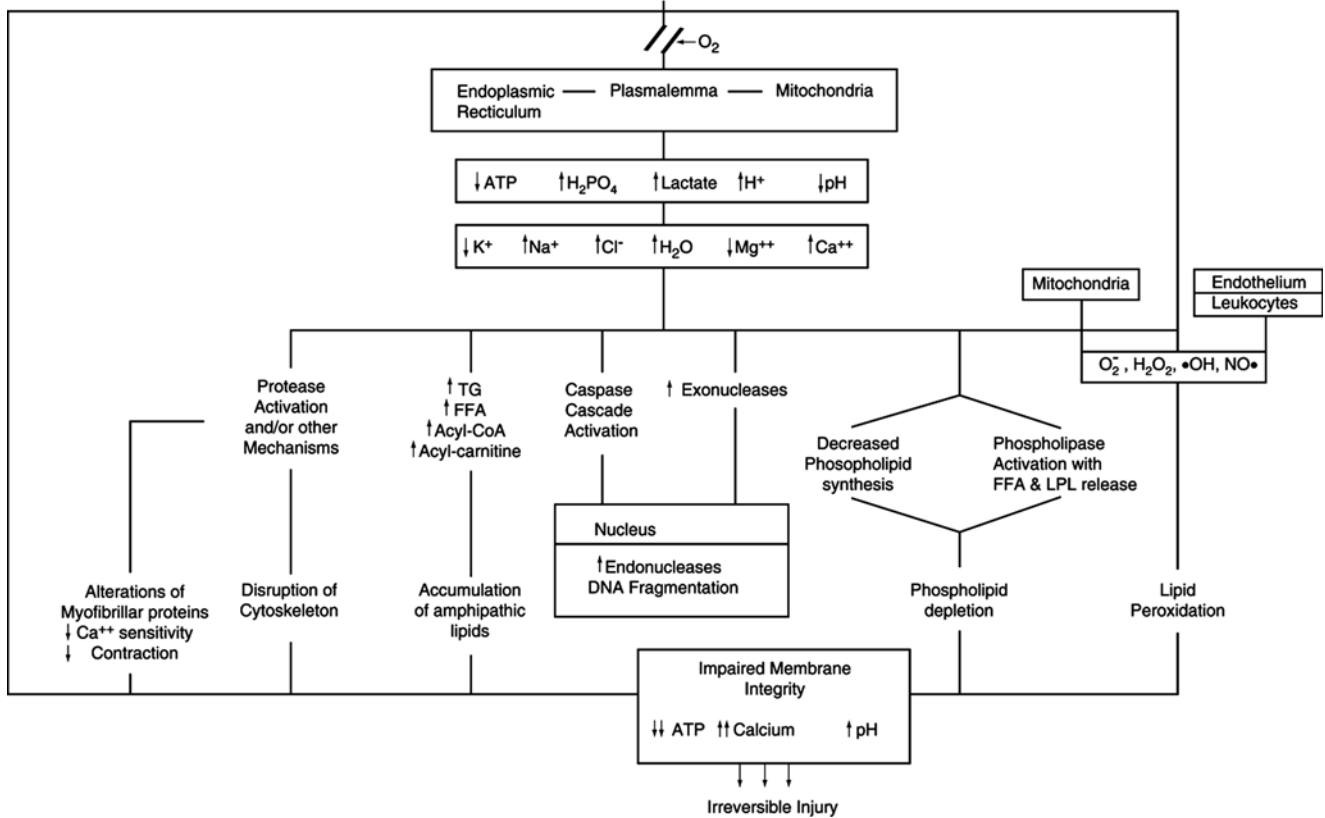 ←O₂
Endoplasmic — Plasmalemma — Mitochondria
Recticulum
↓ATP ↑H₂PO₄ ↑Lactate ↑H⁺ ↓pH
↓K⁺ ↑Na⁺ ↑Cl⁻ ↑H₂O ↓Mg⁺⁺ ↑Ca⁺⁺
Mitochondria
Endothelium
Leukocytes
O₂⁻, H₂O₂, •OH, NO•
Protease
Activation
and/or other
Mechanisms
↑TG
↑FFA
↑Acyl-CoA
↑Acyl-carnitine
Caspase
Cascade
Activation
↑ Exonucleases
Decreased
Phosopholipid
synthesis
Phospholipase
Activation with
FFA & LPL release
Nucleus
↑Endonucleases
DNA Fragmentation
Alterations of
Myofibrillar proteins
↓ Ca⁺⁺ sensitivity
↓ Contraction
Disruption of
Cytoskeleton
Accumulation
of amphipathic
lipids
Phospholipid
depletion
Lipid
Peroxidation
Impaired Membrane
Integrity
↓↓ ATP ↑↑ Calcium ↑ pH
Irreversible Injury